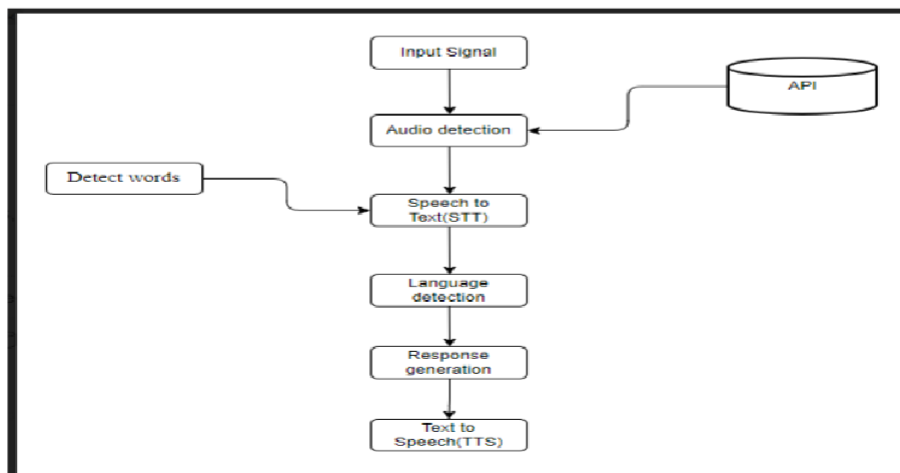 Input Signal
API
Audio detection
Detect words
Speech to
Text(STT)
Language
detection
Response
generation
Text to
Speech(TTS)